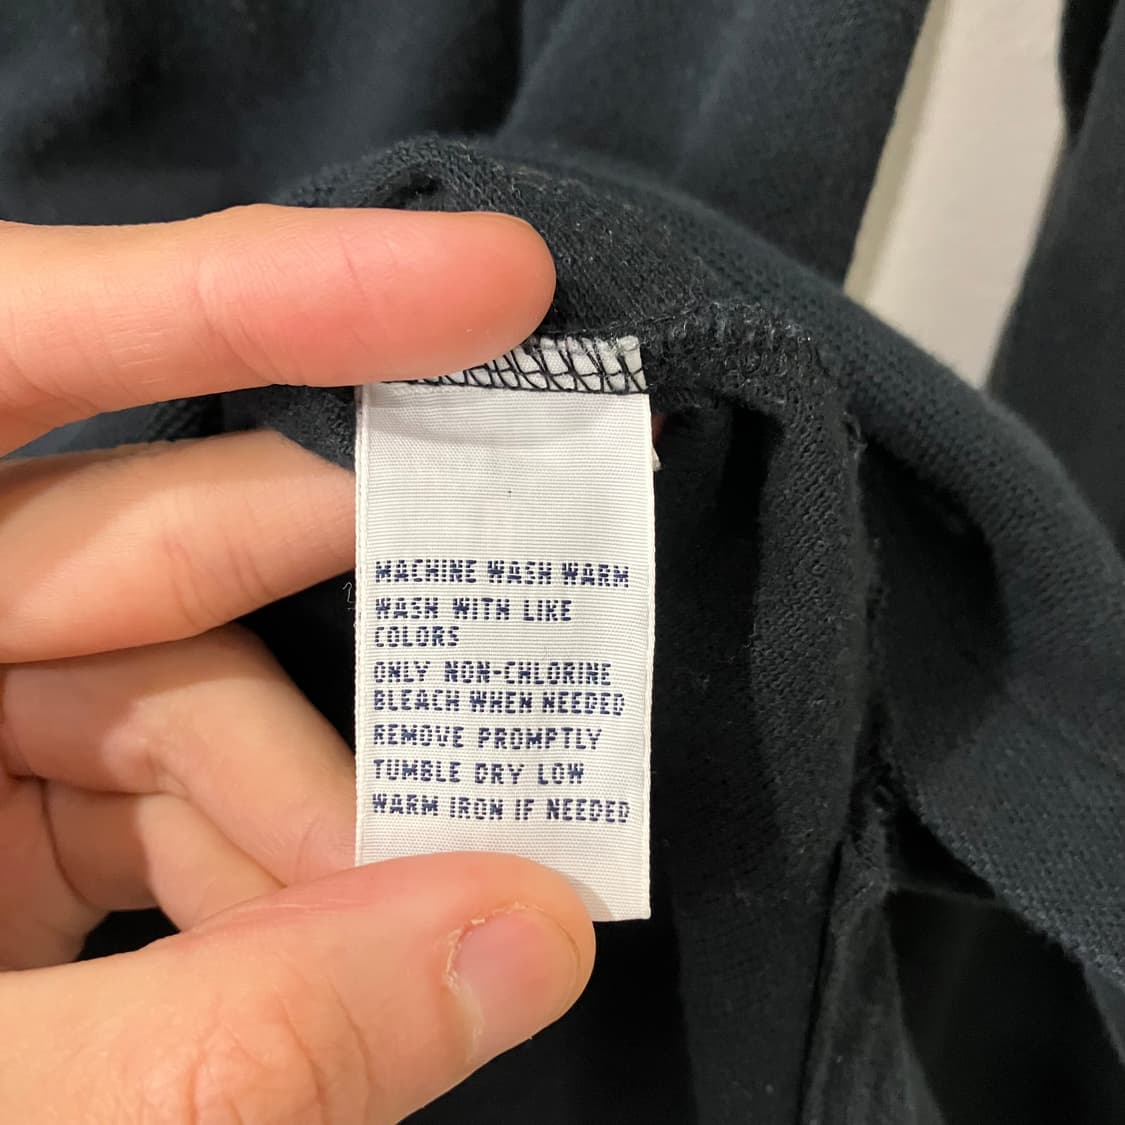 MACHINE WASH WARM
WASH WITH LIKE
COLORS
ONLY NON-CHLORINE
BLEACH WHEN NEEDED
REMOVE PROMPTLY
TUMBLE DRY LOW
WARM IRON IF NEEDED